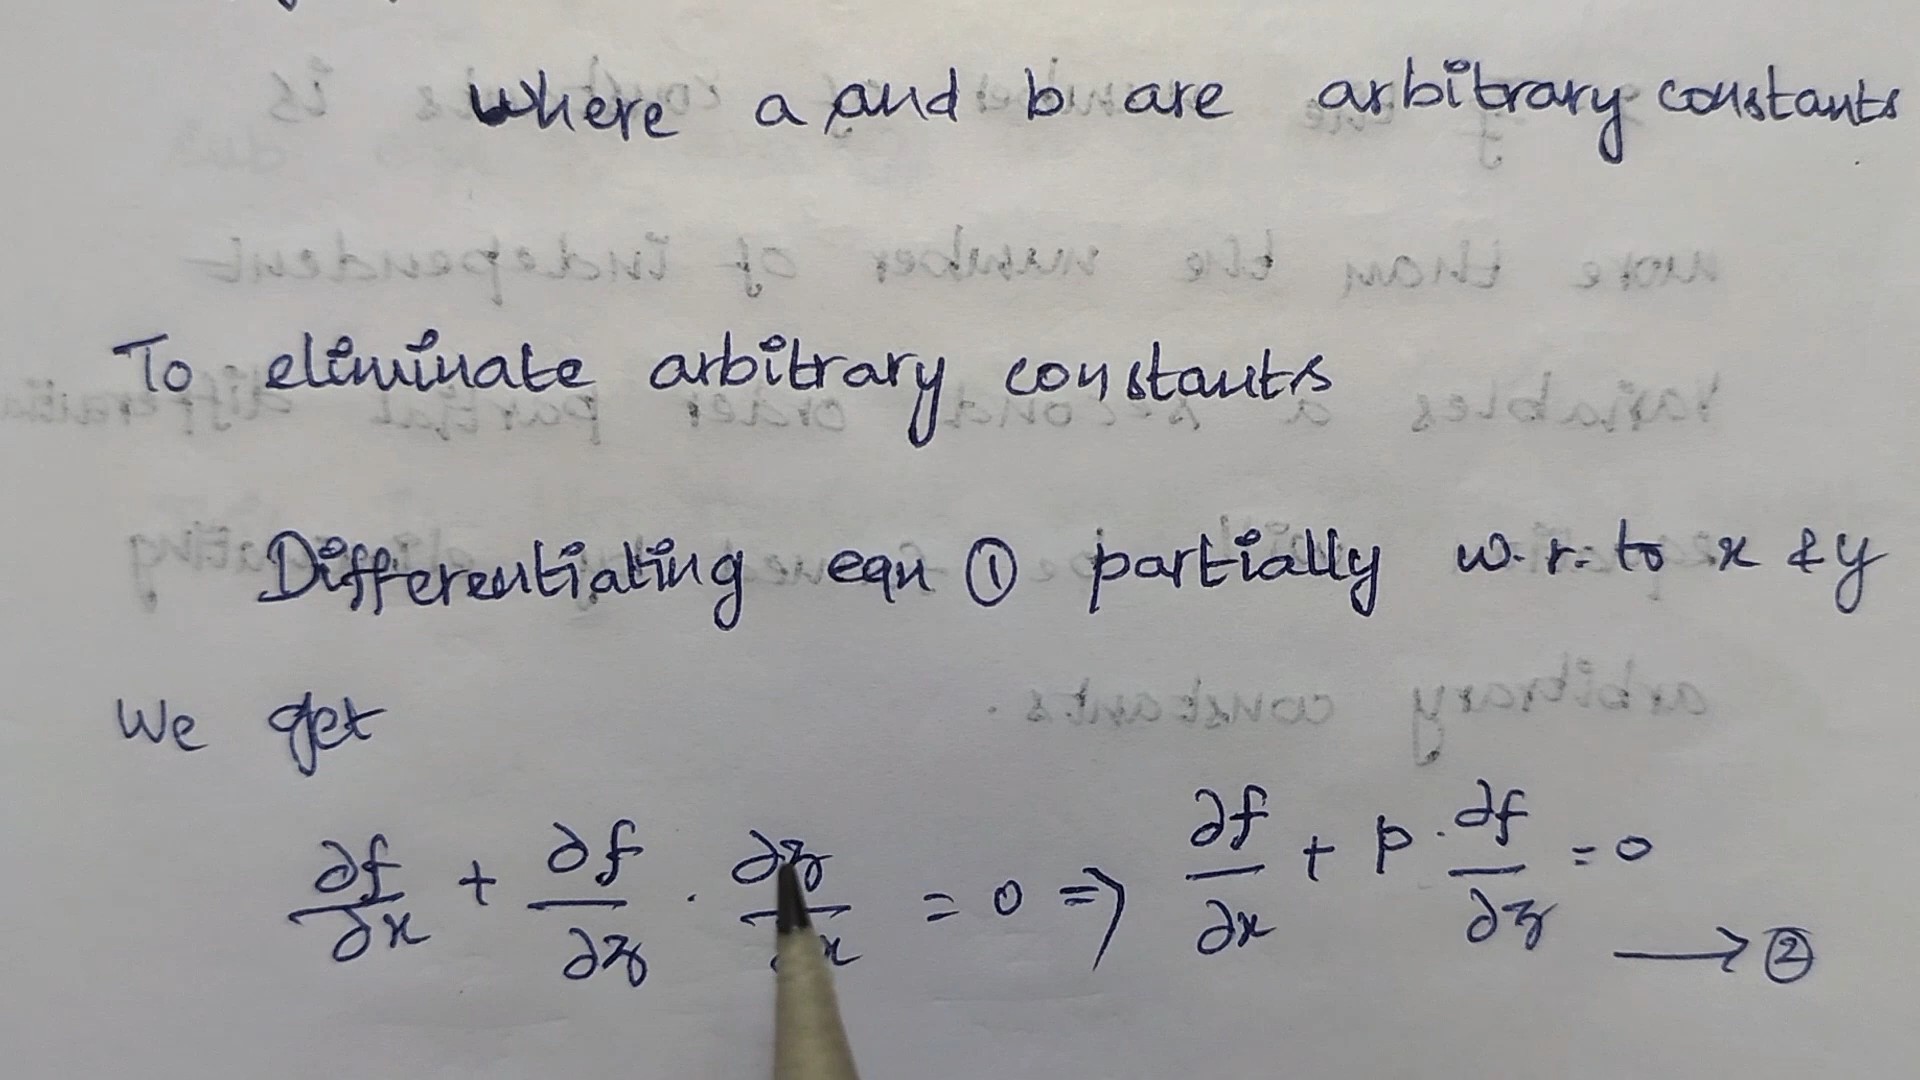 where a and b are arbitrary constants
To eliminate arbitrary constants
Differentiating eqn ① partially w.r. to x & y
We get
∂f/∂x + ∂f/∂z . ∂z/∂x = 0 ⇒ ∂f/∂x + p . ∂f/∂z = 0 → ②